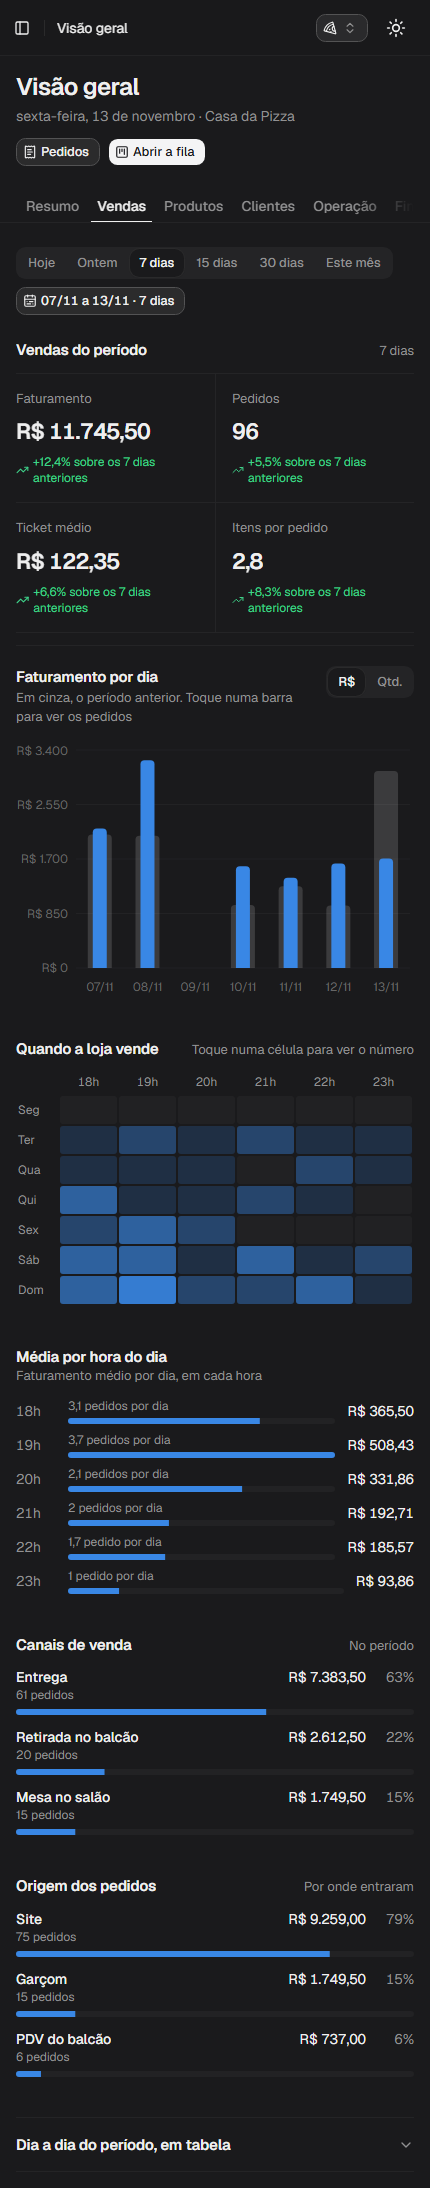 Visão geral
Visão geral
sexta-feira, 13 de novembro · Casa da Pizza
Pedidos
Abrir a fila
Resumo Vendas Produtos Clientes Operação
Hoje Ontem 7 dias 15 dias 30 dias Este mês
07/11 a 13/11 · 7 dias
Vendas do período 7 dias
Faturamento
R$ 11.745,50
+12,4% sobre os 7 dias
anteriores
Pedidos
96
+5,5% sobre os 7 dias
anteriores
Ticket médio
R$ 122,35
+6,6% sobre os 7 dias
anteriores
Itens por pedido
2,8
+8,3% sobre os 7 dias
anteriores
Faturamento por dia
Em cinza, o período anterior. Toque numa barra
para ver os pedidos
R$ Qtd.
R$ 3.400
R$ 2.550
R$ 1.700
R$ 850
R$ 0
07/11 08/11 09/11 10/11 11/11 12/11 13/11
Quando a loja vende Toque numa célula para ver o número
18h 19h 20h 21h 22h 23h
Seg
Ter
Qua
Qui
Sex
Sáb
Dom
Média por hora do dia
Faturamento médio por dia, em cada hora
18h 3,1 pedidos por dia R$ 365,50
19h 3,7 pedidos por dia R$ 508,43
20h 2,1 pedidos por dia R$ 331,86
21h 2 pedidos por dia R$ 192,71
22h 1,7 pedido por dia R$ 185,57
23h 1 pedido por dia R$ 93,86
Canais de venda No período
Entrega R$ 7.383,50 63%
61 pedidos
Retirada no balcão R$ 2.612,50 22%
20 pedidos
Mesa no salão R$ 1.749,50 15%
15 pedidos
Origem dos pedidos Por onde entraram
Site R$ 9.259,00 79%
75 pedidos
Garçom R$ 1.749,50 15%
15 pedidos
PDV do balcão R$ 737,00 6%
6 pedidos
Dia a dia do período, em tabela